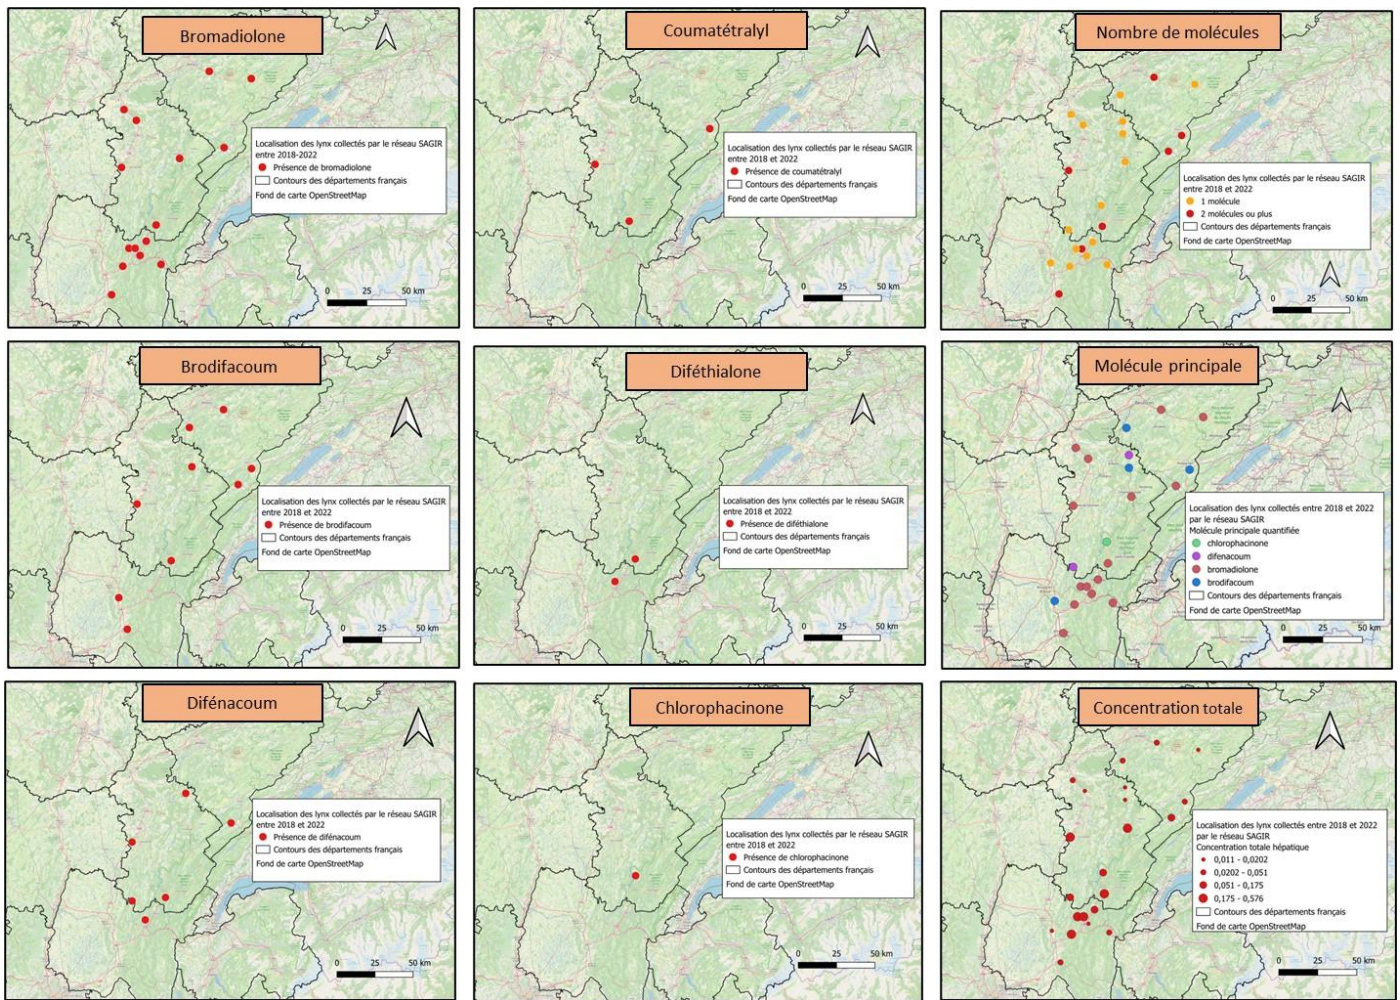 Bromadiolone
Localisation des lynx collectés par le réseau SAGIR
entre 2018-2022
Présence de bromadiolone
Contours des départements français
Fond de carte OpenStreetMap
0 25 50 km
Coumatétralyl
Localisation des lynx collectés par le réseau SAGIR
entre 2018 et 2022
Présence de coumatétralyl
Contours des départements français
Fond de carte OpenStreetMap
0 25 50 km
Nombre de molécules
Localisation des lynx collectés par le réseau SAGIR
entre 2018 et 2022
1 molécule
2 molécules ou plus
Contours des départements français
Fond de carte OpenStreetMap
0 25 50 km
Brodifacoum
Localisation des lynx collectés par le réseau SAGIR
entre 2018 et 2022
Présence de brodifacoum
Contours des départements français
Fond de carte OpenStreetMap
0 25 50 km
Diféthialone
Localisation des lynx collectés par le réseau SAGIR
entre 2018 et 2022
Présence de diféthialone
Contours des départements français
Fond de carte OpenStreetMap
0 25 50 km
Molécule principale
Localisation des lynx collectés entre 2018 et 2022
par le réseau SAGIR
Molécule principale quantifiée
chlorophacinone
difenacoum
bromadiolone
brodifacoum
Contours des départements français
Fond de carte OpenStreetMap
0 25 50 km
Difénacoum
Localisation des lynx collectés par le réseau SAGIR
entre 2018 et 2022
Présence de difénacoum
Contours des départements français
Fond de carte OpenStreetMap
0 25 50 km
Chlorophacinone
Localisation des lynx collectés par le réseau SAGIR
entre 2018 et 2022
Présence de chlorophacinone
Contours des départements français
Fond de carte OpenStreetMap
0 25 50 km
Concentration totale
Localisation des lynx collectés entre 2018 et 2022
par le réseau SAGIR
Concentration totale hépatique
0,011 - 0,0202
0,0202 - 0,051
0,051 - 0,175
0,175 - 0,576
Contours des départements français
Fond de carte OpenStreetMap
0 25 50 km